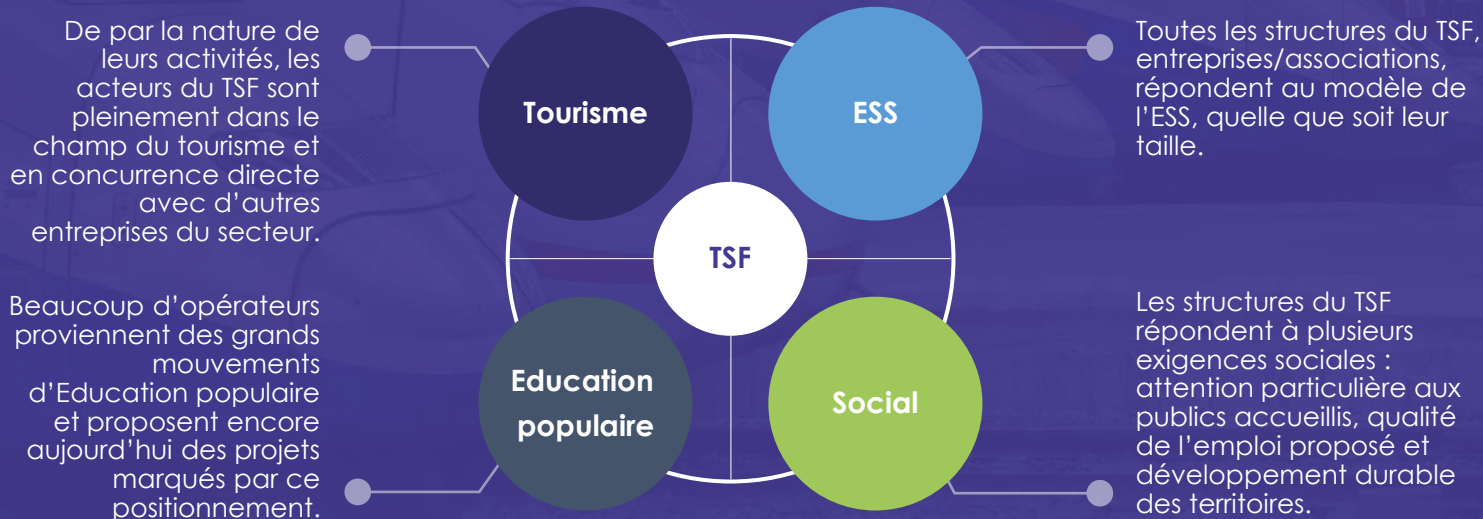 De par la nature de
leurs activités, les
acteurs du TSF sont
pleinement dans le
champ du tourisme et
en concurrence directe
avec d’autres
entreprises du secteur.
Tourisme
ESS
Toutes les structures du TSF,
entreprises/associations,
répondent au modèle de
l’ESS, quelle que soit leur
taille.
TSF
Beaucoup d’opérateurs
proviennent des grands
mouvements
d’Education populaire
et proposent encore
aujourd’hui des projets
marqués par ce
positionnement.
Education
populaire
Social
Les structures du TSF
répondent à plusieurs
exigences sociales :
attention particulière aux
publics accueillis, qualité
de l’emploi proposé et
développement durable
des territoires.